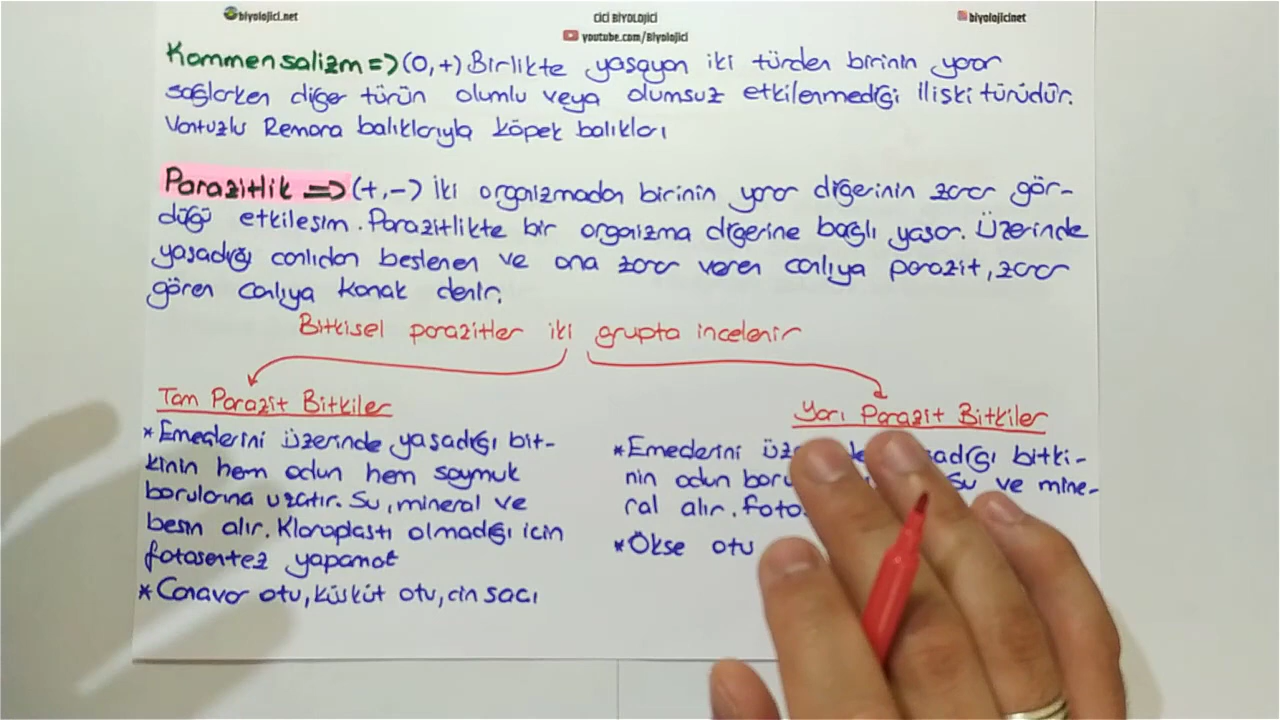 biyolojici.net
CİCİ BİYOLOJİCİ
biyolojicinet
youtube.com/Biyolojici
Kommensalizm => (0,+) Birlikte yaşayan iki türden birinin yarar
sağlarken diğer türün olumlu veya olumsuz etkilenmediği ilişki türüdür.
Vantuzlu Remora balıklarıyla köpek balıkları
Parazitlik => (+,-) İki organizmadan birinin yarar diğerinin zarar gör-
düğü etkileşim. Parazitlikte bir organizma diğerine bağlı yaşar. Üzerinde
yaşadığı canlıdan beslenen ve ona zarar veren canlıya parazit, zarar
gören canlıya konak denir.
Bitkisel parazitler iki grupta incelenir
Tam Parazit Bitkiler
* Emeçlerini üzerinde yaşadığı bit-
kinin hem odun hem soymuk
borularına uzatır. Su, mineral ve
besin alır. Kloroplastı olmadığı için
fotosentez yapamaz
* Canavar otu, küsküt otu, cin saçı
Yarı Parazit Bitkiler
* Emeçlerini bitki-
nin odun Su ve mine-
ral alır.
* Ökse otu